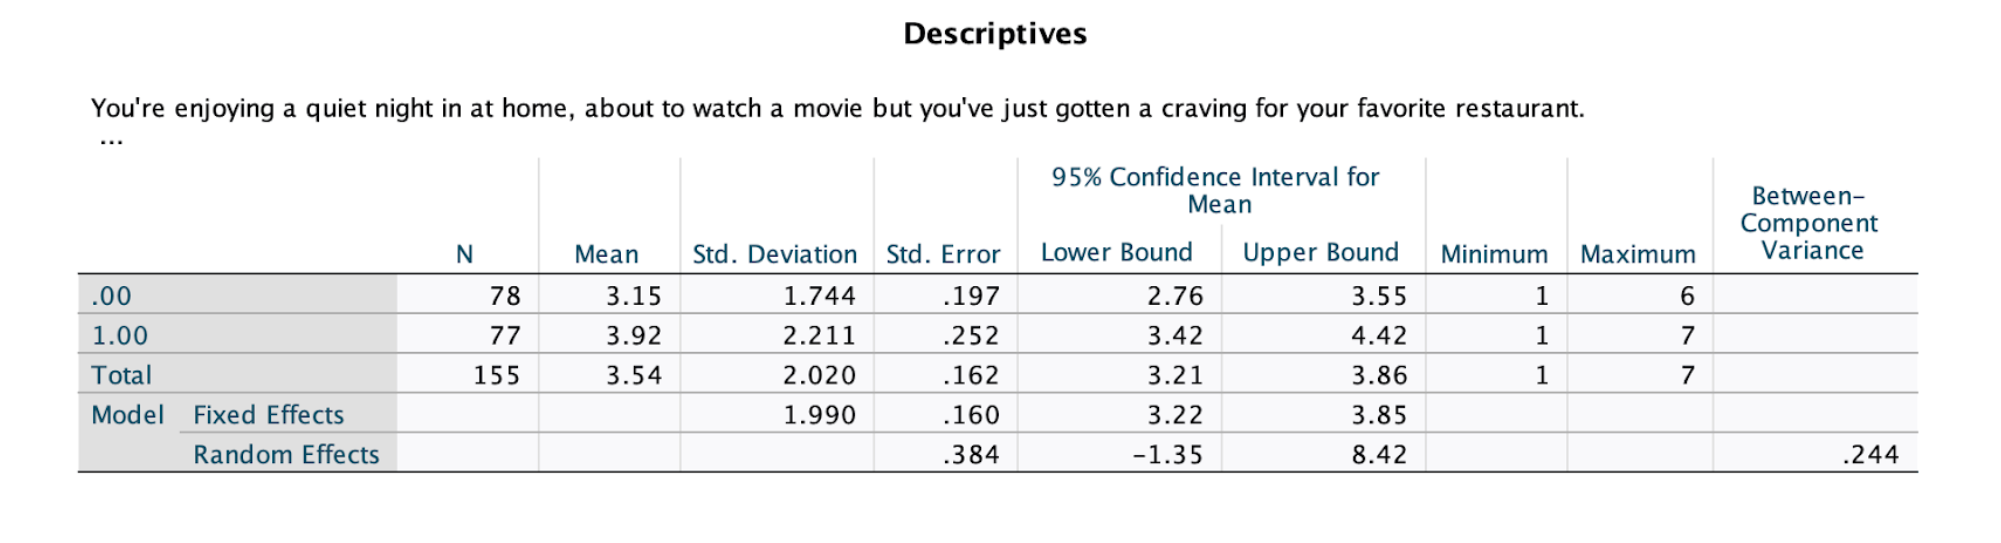 Descriptives
You're enjoying a quiet night in at home, about to watch a movie but you've just gotten a craving for your favorite restaurant.
...
95% Confidence Interval for
Mean
Between-
Component
Variance
N Mean Std. Deviation Std. Error Lower Bound Upper Bound Minimum Maximum
.00 78 3.15 1.744 .197 2.76 3.55 1 6
1.00 77 3.92 2.211 .252 3.42 4.42 1 7
Total 155 3.54 2.020 .162 3.21 3.86 1 7
Model Fixed Effects 1.990 .160 3.22 3.85
Random Effects .384 -1.35 8.42 .244